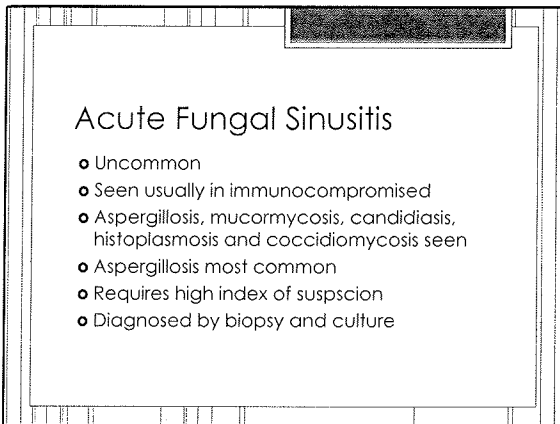 Acute Fungal Sinusitis
Uncommon
Seen usually in immunocompromised
Aspergillosis, mucormycosis, candidiasis,
histoplasmosis and coccidiomycosis seen
Aspergillosis most common
Requires high index of suspscion
Diagnosed by biopsy and culture